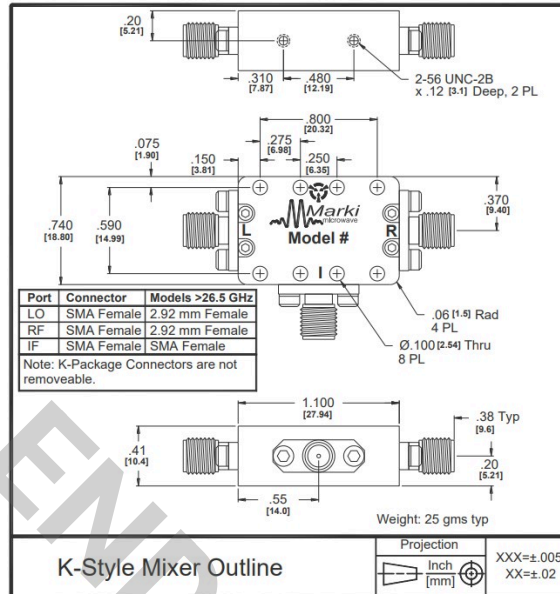 .20
[5.21]
.310
[7.87]
.480
[12.19]
2-56 UNC-2B
x .12 [3.1] Deep, 2 PL
.800
[20.32]
.075
[1.90]
.275
[6.98]
.150
[3.81]
.250
[6.35]
.370
[9.40]
.740
[18.80]
.590
[14.99]
Marki
microwave
L
Model #
R
I
Port Connector Models >26.5 GHz
LO SMA Female 2.92 mm Female
RF SMA Female 2.92 mm Female
IF SMA Female SMA Female
Note: K-Package Connectors are not
removeable.
.06 [1.5] Rad
4 PL
Ø.100 [2.54] Thru
8 PL
1.100
[27.94]
.38 Typ
[9.6]
.41
[10.4]
.20
[5.21]
.55
[14.0]
Weight: 25 gms typ
END
K-Style Mixer Outline
Projection
Inch
[mm]
XXX=±.005
XX=±.02